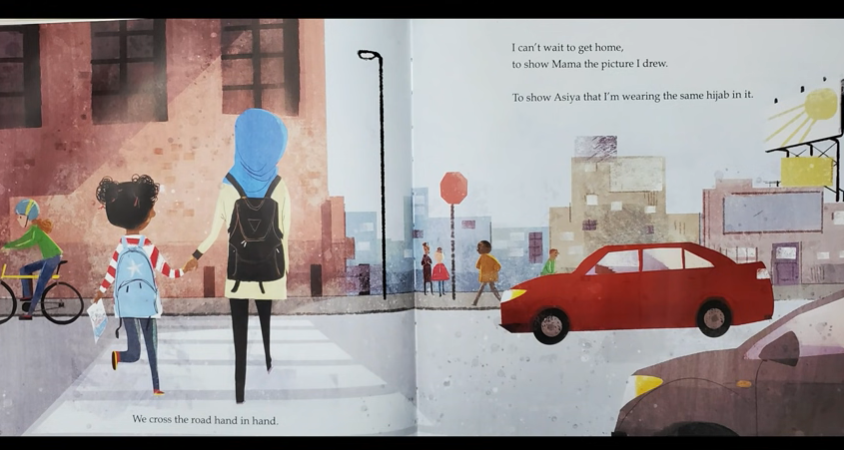 We cross the road hand in hand.
I can't wait to get home,
to show Mama the picture I drew.
To show Asiya that I'm wearing the same hijab in it.